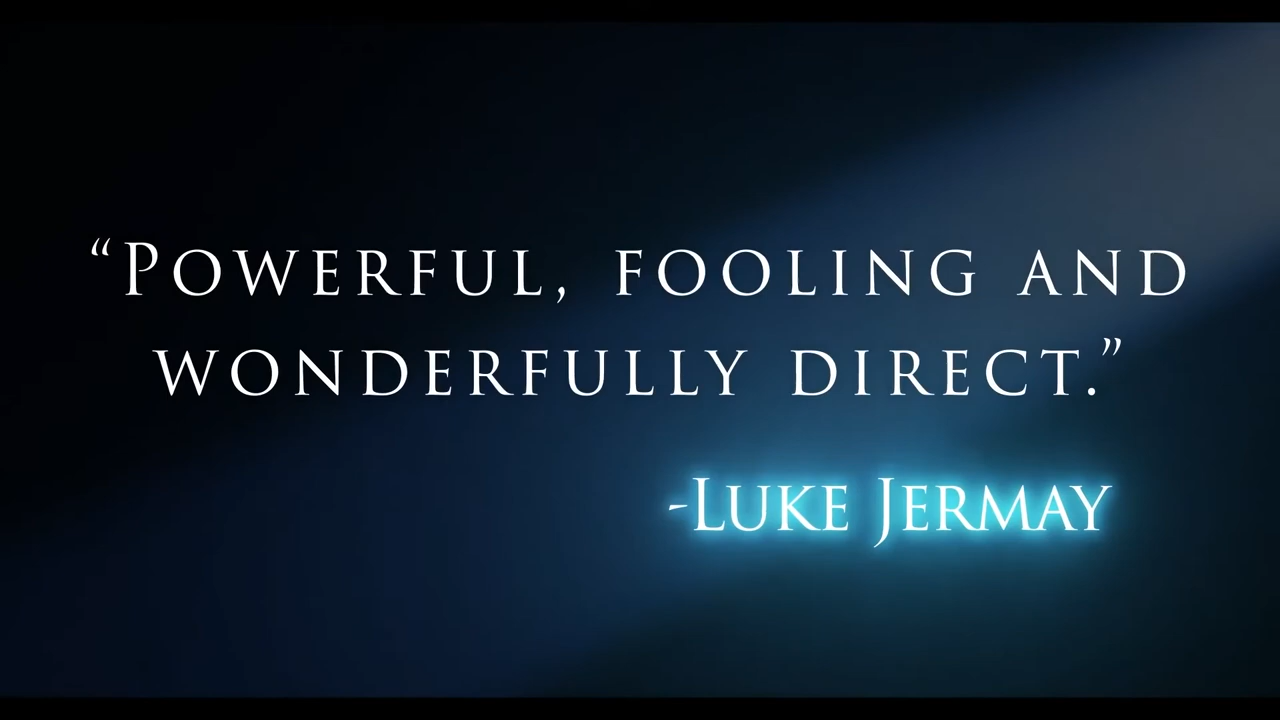 “Powerful, fooling and
wonderfully direct.”
-Luke Jermay